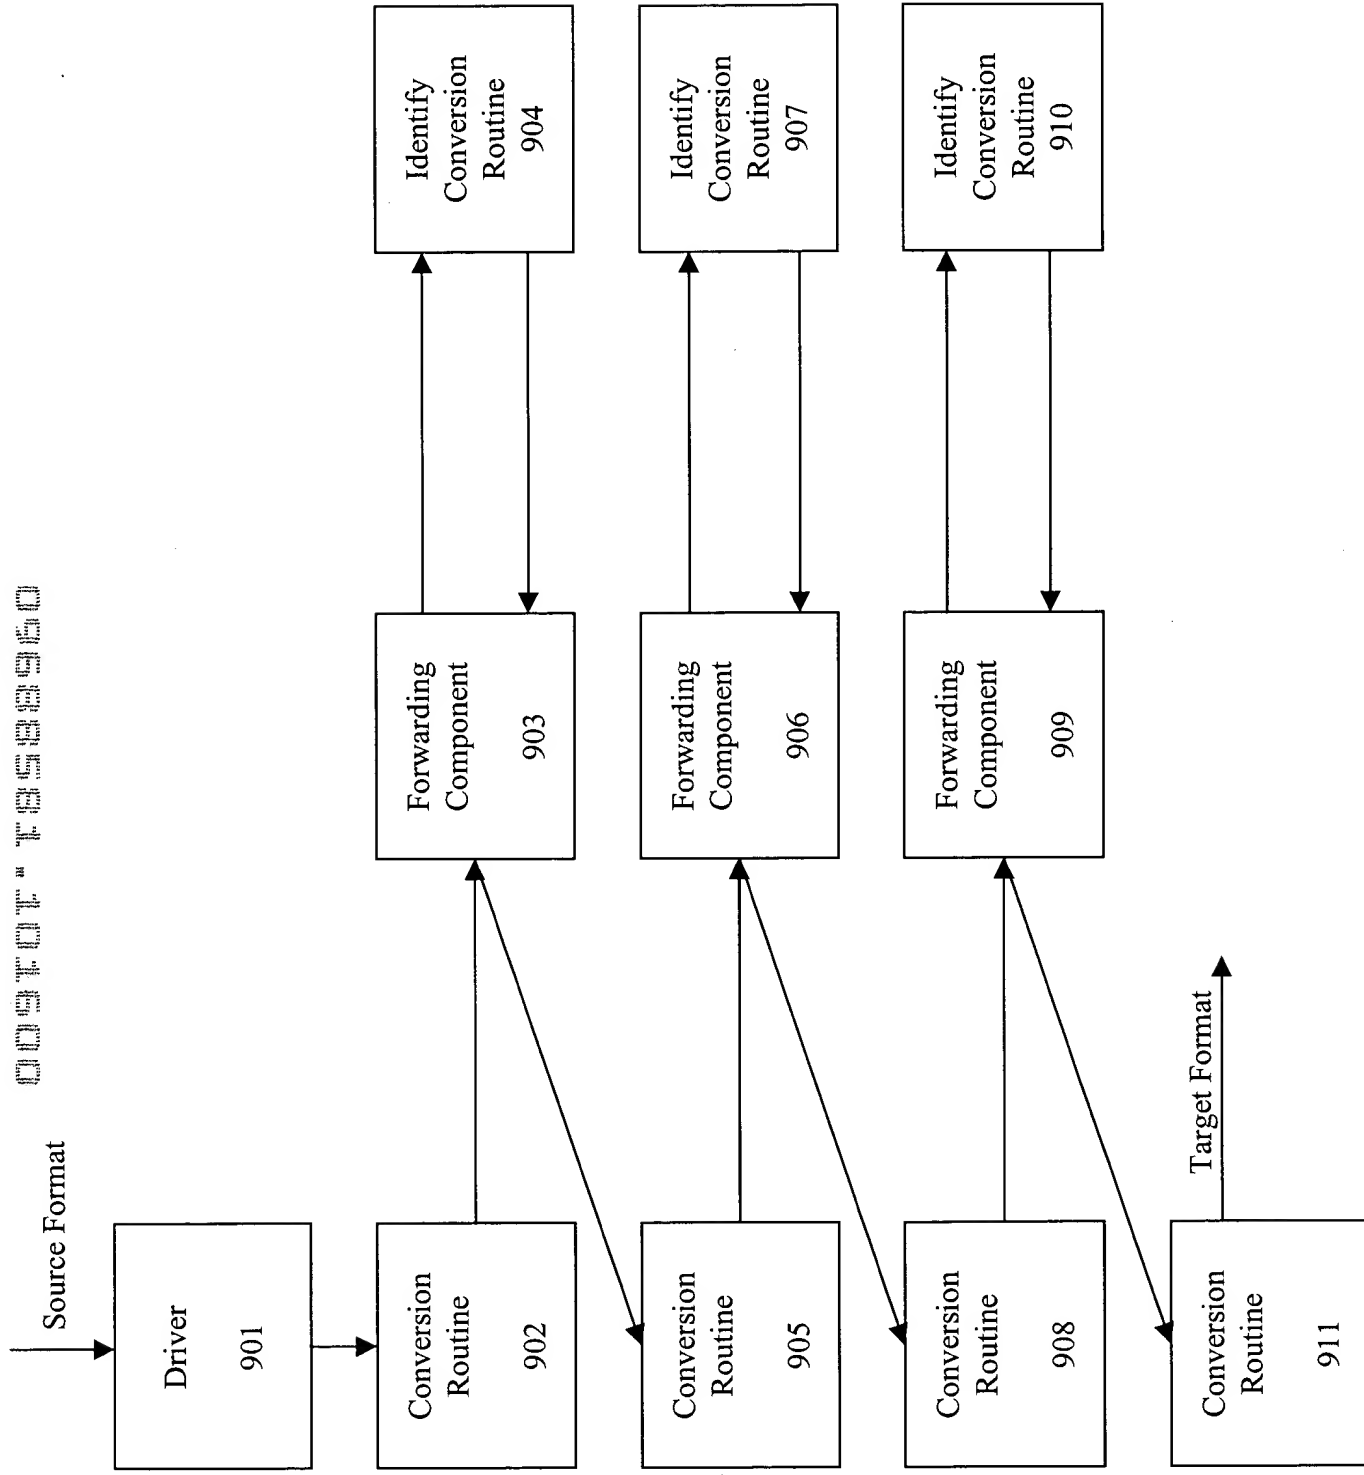 Source Format
Driver
901
Conversion
Routine
902
Forwarding
Component
903
Identify
Conversion
Routine
904
Conversion
Routine
905
Forwarding
Component
906
Identify
Conversion
Routine
907
Conversion
Routine
908
Forwarding
Component
909
Identify
Conversion
Routine
910
Conversion
Routine
911
Target Format